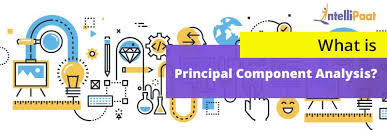 intelliPaat
What is
Principal Component Analysis?